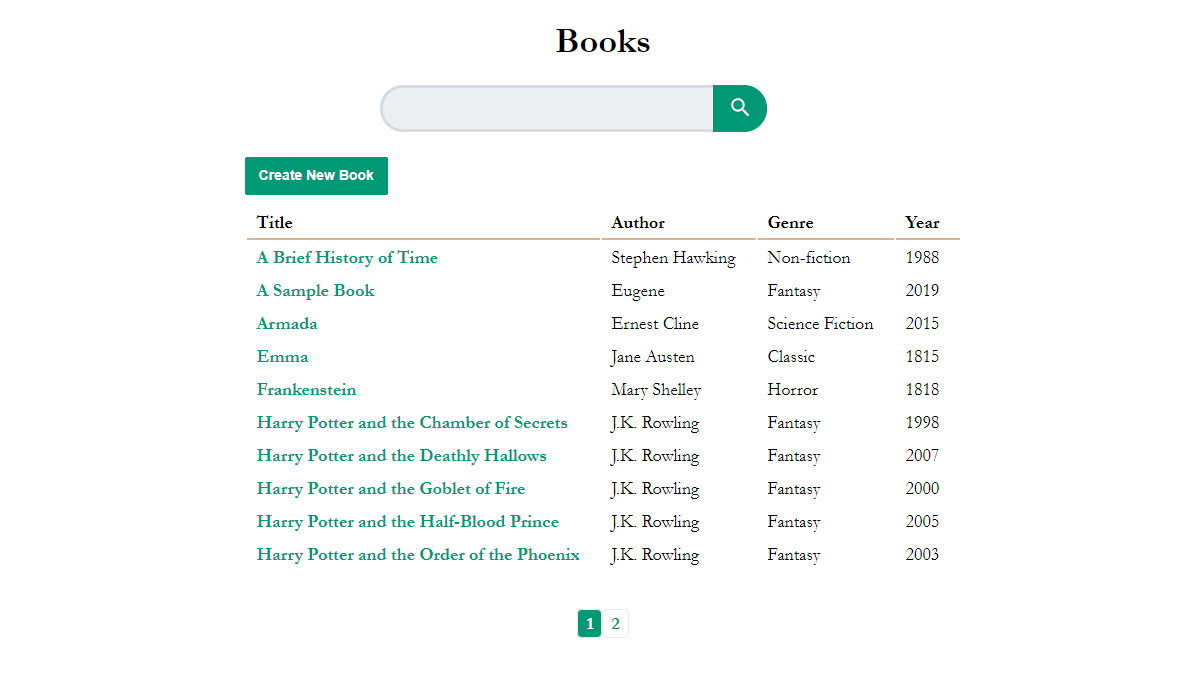 Books
Create New Book
Title Author Genre Year
A Brief History of Time Stephen Hawking Non-fiction 1988
A Sample Book Eugene Fantasy 2019
Armada Ernest Cline Science Fiction 2015
Emma Jane Austen Classic 1815
Frankenstein Mary Shelley Horror 1818
Harry Potter and the Chamber of Secrets J.K. Rowling Fantasy 1998
Harry Potter and the Deathly Hallows J.K. Rowling Fantasy 2007
Harry Potter and the Goblet of Fire J.K. Rowling Fantasy 2000
Harry Potter and the Half-Blood Prince J.K. Rowling Fantasy 2005
Harry Potter and the Order of the Phoenix J.K. Rowling Fantasy 2003
1 2